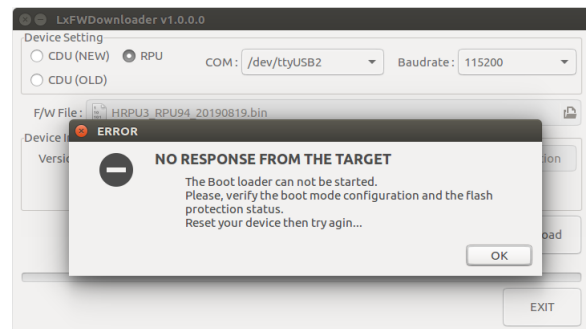 LxFWDownloader v1.0.0.0
Device Setting
CDU (NEW) RPU COM : /dev/ttyUSB2 Baudrate : 115200
CDU (OLD)
F/W File : HRPU3_RPU94_20190819.bin
ERROR
NO RESPONSE FROM THE TARGET
The Boot loader can not be started.
Please, verify the boot mode configuration and the flash
protection status.
Reset your device then try agin...
OK
EXIT